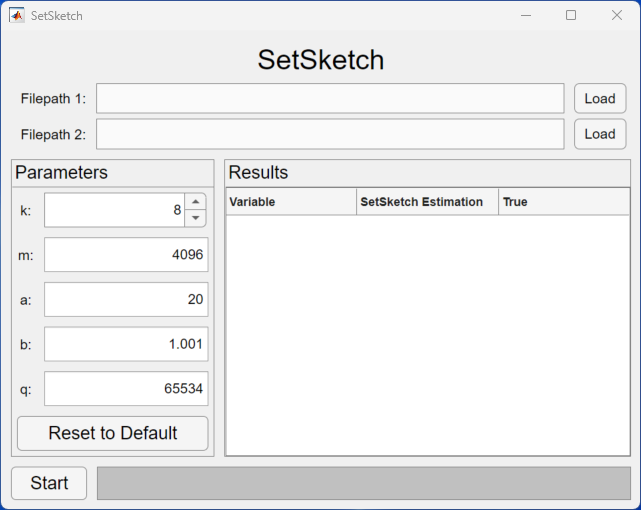 SetSketch
SetSketch
Filepath 1:
Load
Filepath 2:
Load
Parameters
k:
8
m:
4096
a:
20
b:
1.001
q:
65534
Reset to Default
Results
Variable SetSketch Estimation True
Start